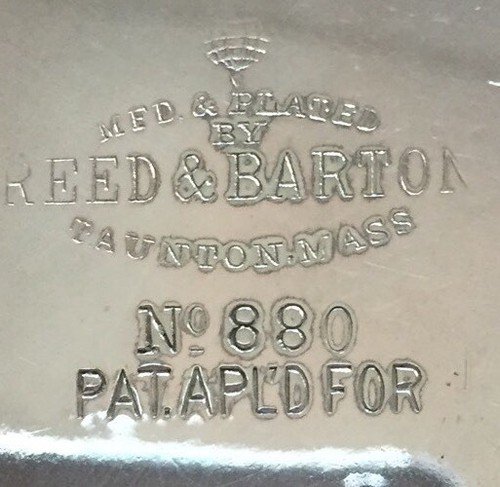 MFD. & PLATED
BY
REED & BARTON
TAUNTON. MASS
No. 880
PAT. APL'D FOR